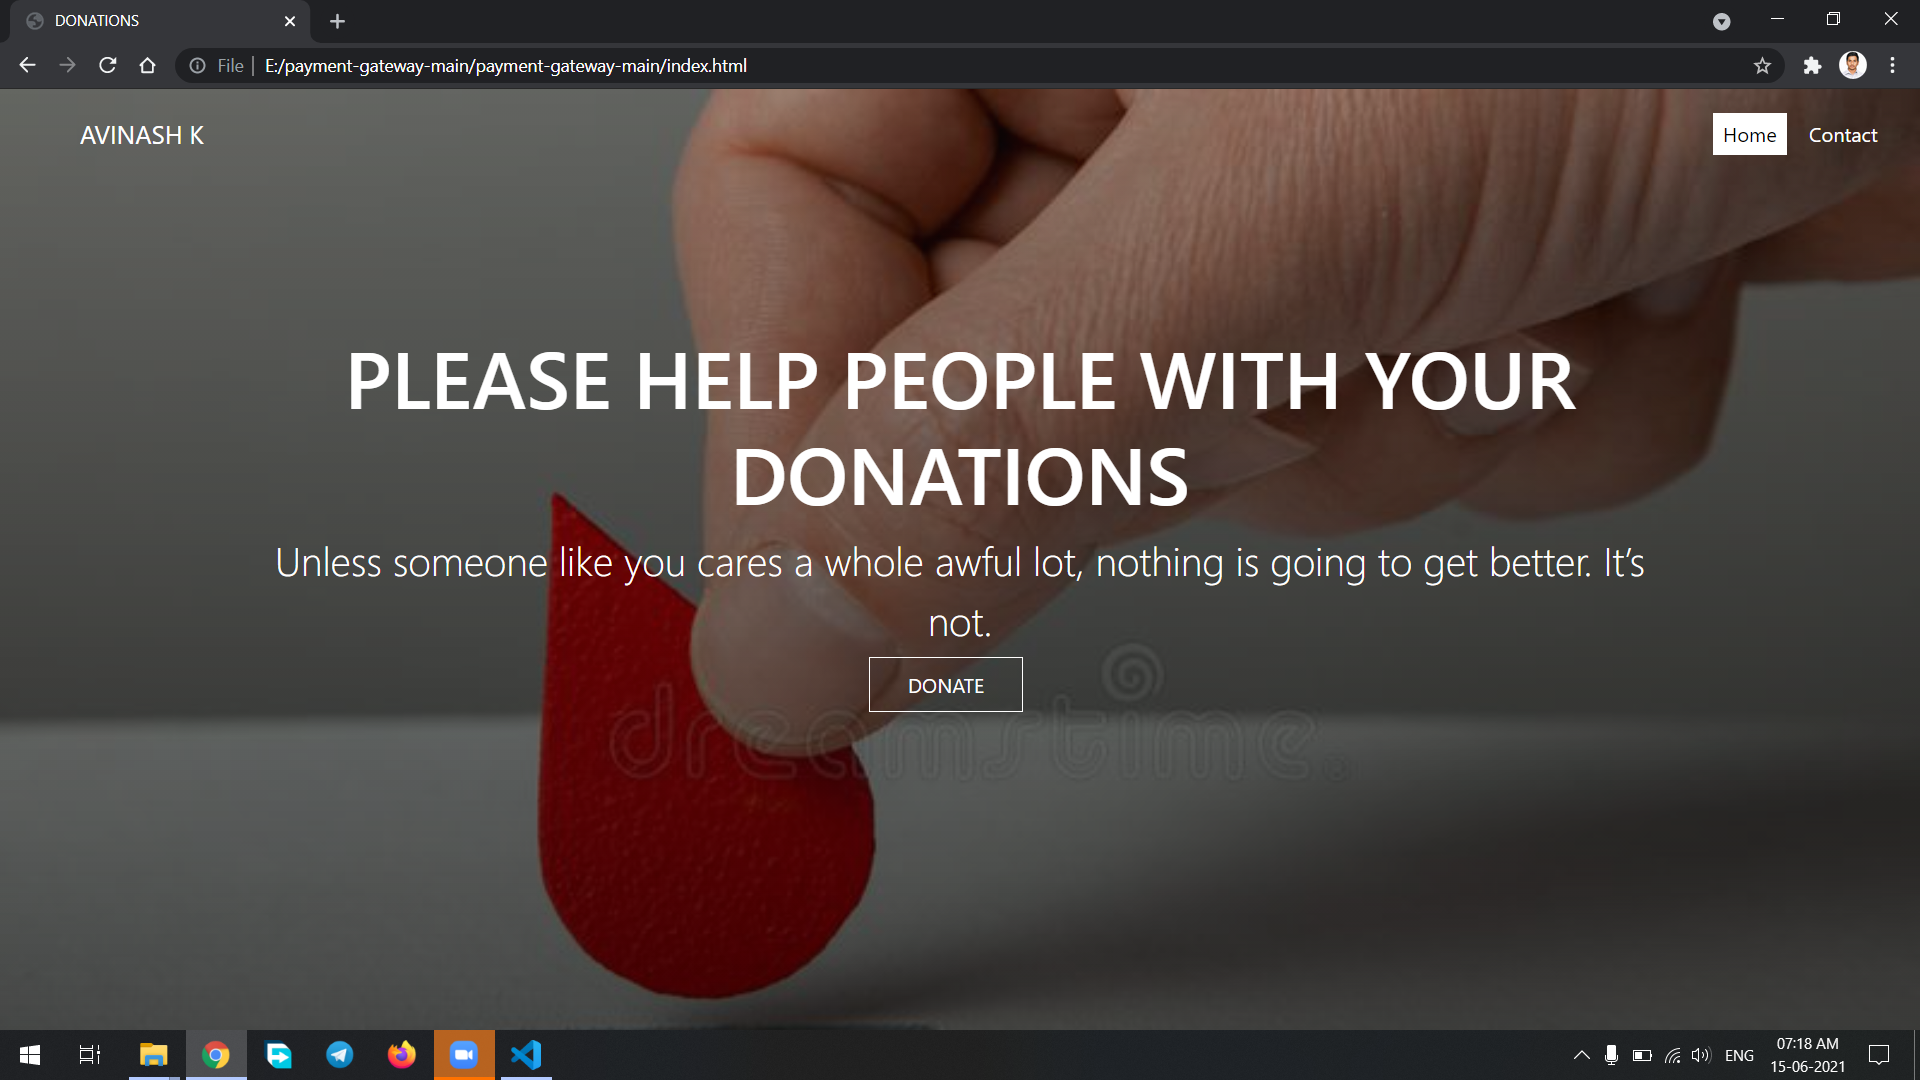 DONATIONS
File | E:/payment-gateway-main/payment-gateway-main/index.html
AVINASH K
Home
Contact
PLEASE HELP PEOPLE WITH YOUR
DONATIONS
Unless someone like you cares a whole awful lot, nothing is going to get better. It’s
not.
DONATE
dreamstime
ENG
07:18 AM
15-06-2021